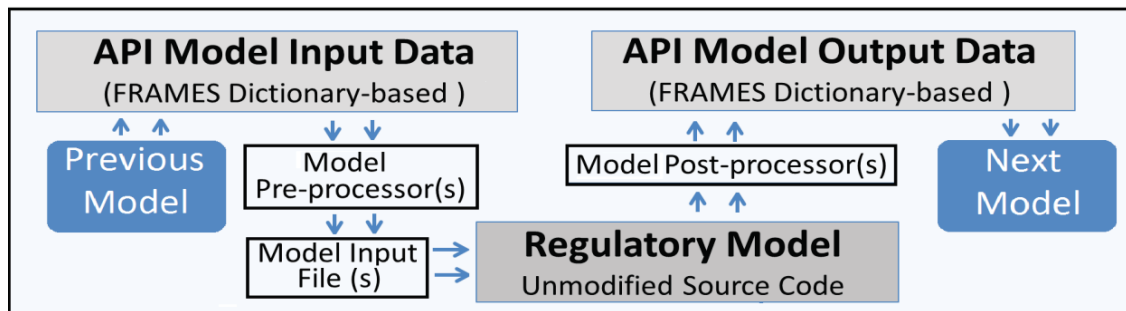 API Model Input Data
(FRAMES Dictionary-based )
Previous
Model
Model
Pre-processor(s)
Model Input
File (s)
Regulatory Model
Unmodified Source Code
Model Post-processor(s)
API Model Output Data
(FRAMES Dictionary-based )
Next
Model